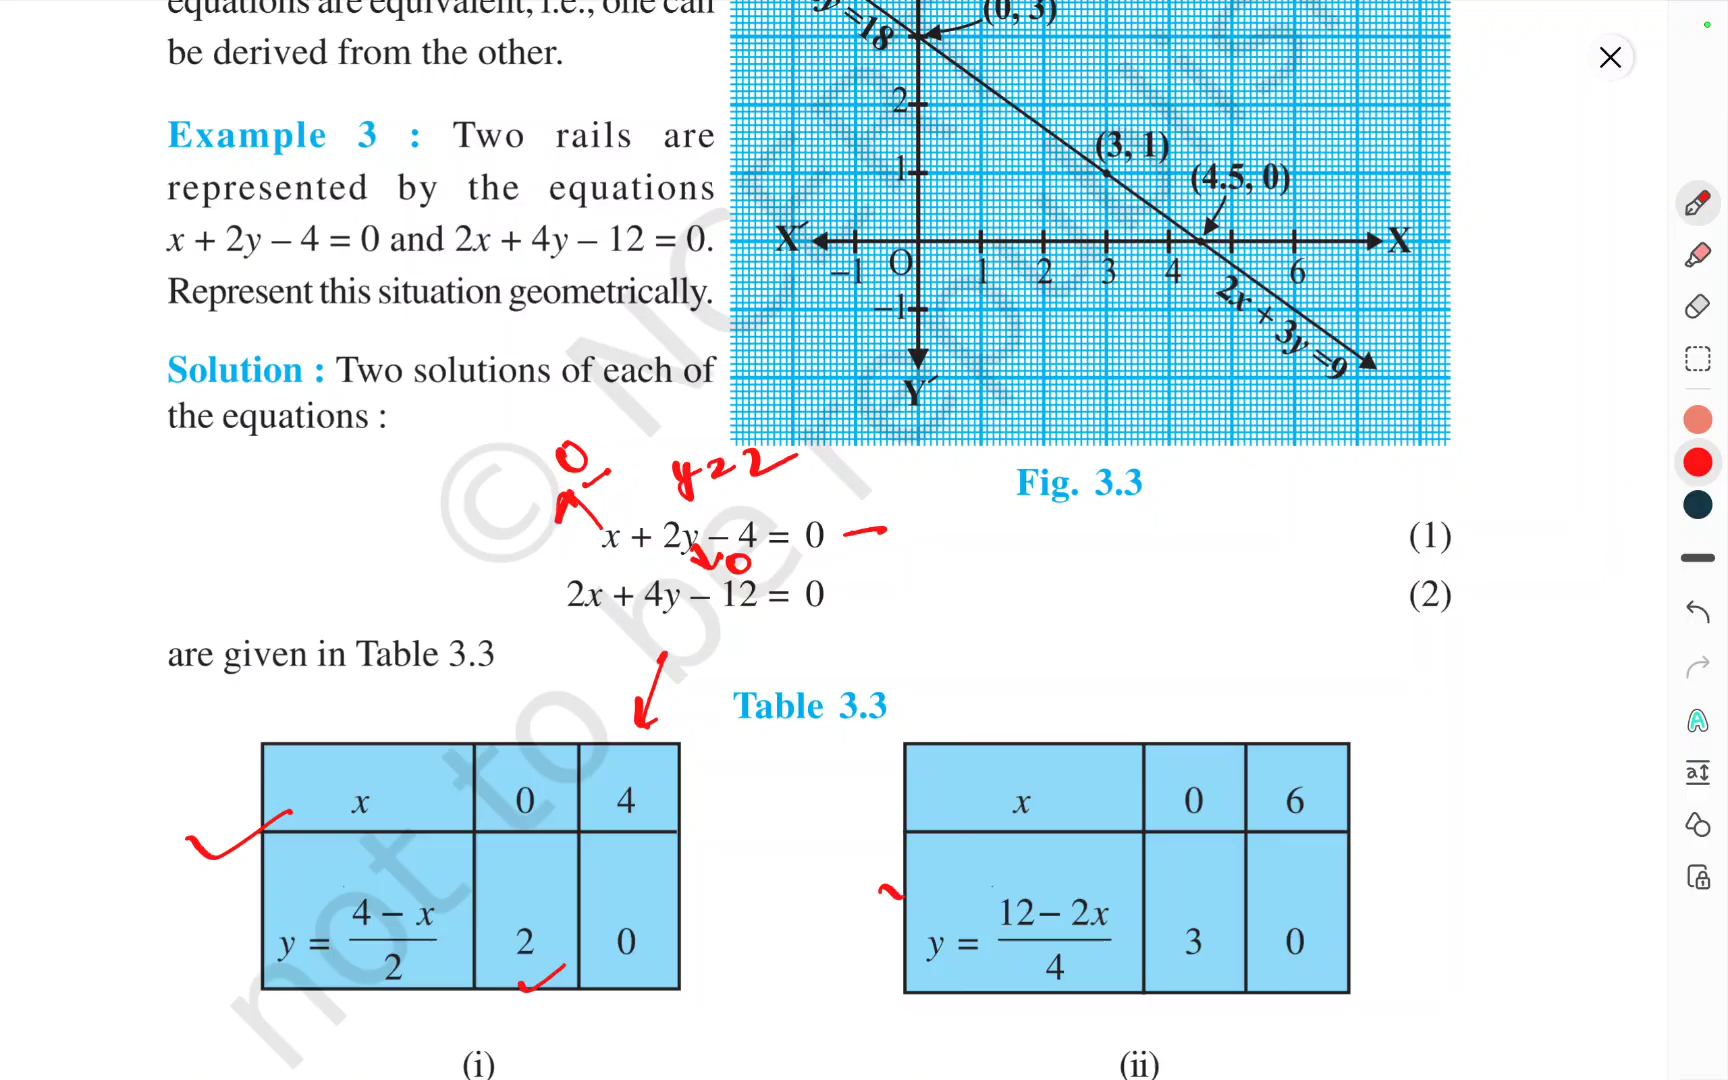 equations are equivalent, i.e., one can
be derived from the other.
Example 3 : Two rails are
represented by the equations
x + 2y – 4 = 0 and 2x + 4y – 12 = 0.
Represent this situation geometrically.
Solution : Two solutions of each of
the equations :
y = 18
(0, 3)
2
(3, 1)
1
(4.5, 0)
X′
X
–1
O
1
2
3
4
6
–1
2x + 3y = 9
Y′
Fig. 3.3
0
y = 2
x + 2y – 4 = 0
(1)
0
2x + 4y – 12 = 0
(2)
are given in Table 3.3
Table 3.3
x
0
4
y = 4 – x / 2
2
0
(i)
x
0
6
y = 12 – 2x / 4
3
0
(ii)
©
not to be
a↕
A